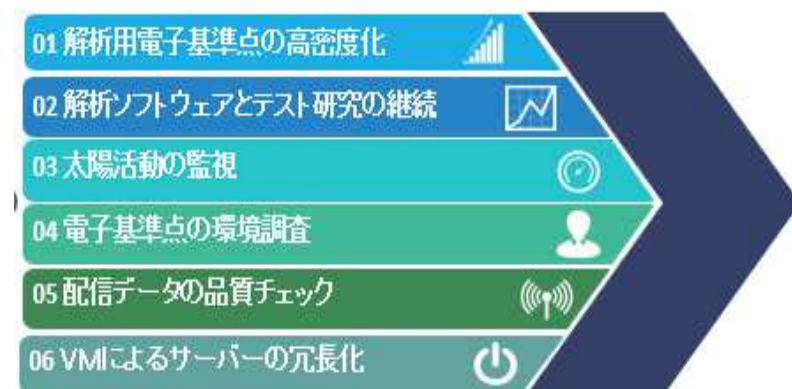 01 解析用電子基準点の高密度化
02 解析ソフトウェアとテスト研究の継続
03 太陽活動の監視
04 電子基準点の環境調査
05 配信データの品質チェック
06 VMによるサーバーの冗長化